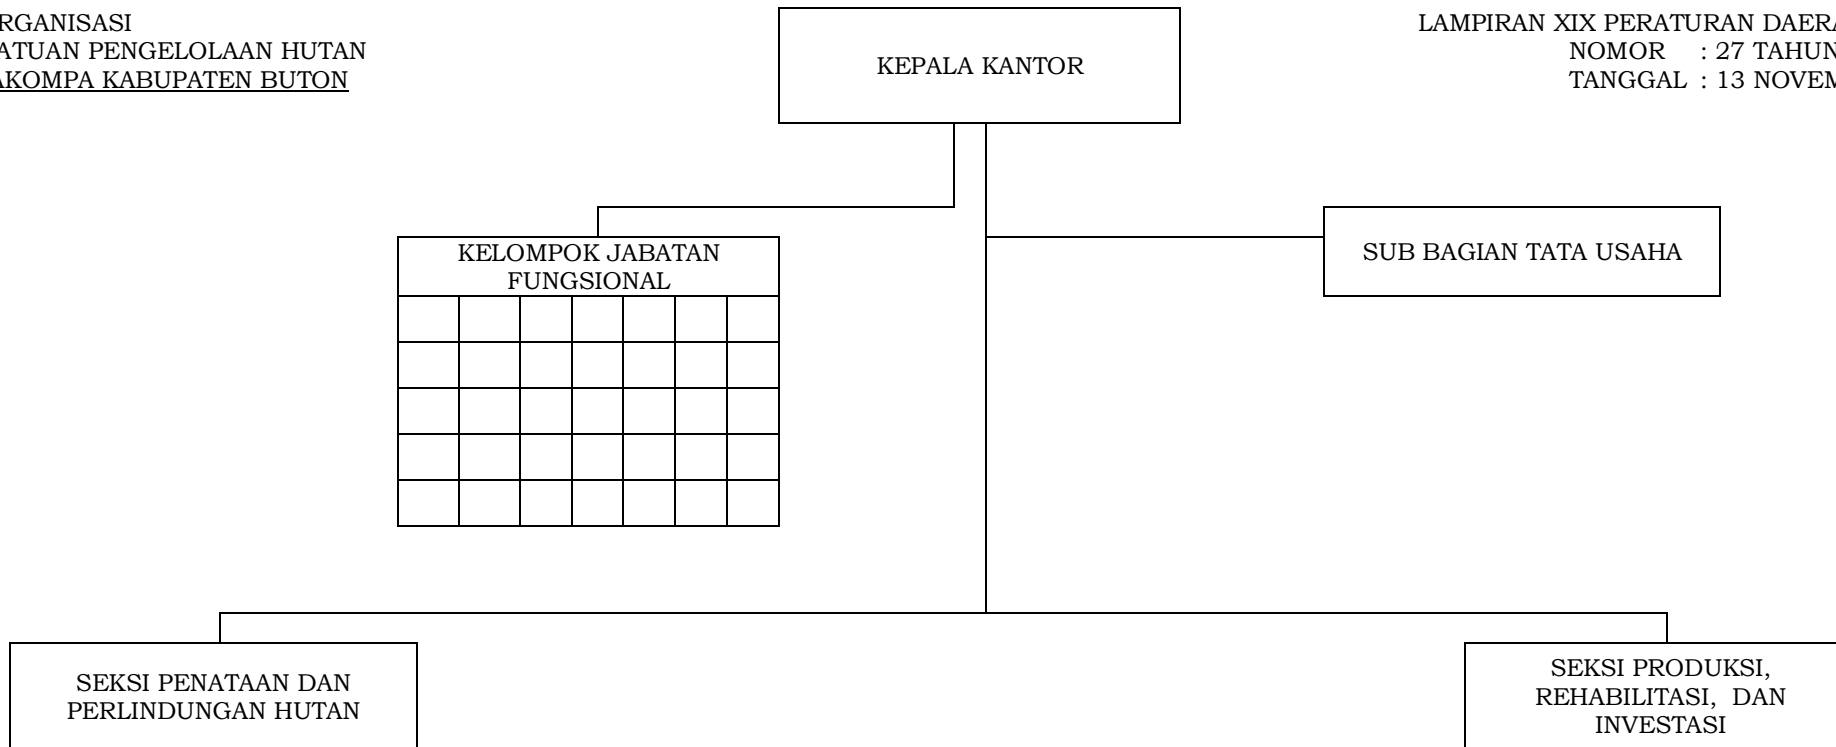 RGANISASI
ATUAN PENGELOLAAN HUTAN
AKOMPA KABUPATEN BUTON
KEPALA KANTOR
LAMPIRAN XIX PERATURAN DAERA
NOMOR : 27 TAHUN
TANGGAL : 13 NOVEM
KELOMPOK JABATAN
FUNGSIONAL
SUB BAGIAN TATA USAHA
SEKSI PENATAAN DAN
PERLINDUNGAN HUTAN
SEKSI PRODUKSI,
REHABILITASI, DAN
INVESTASI